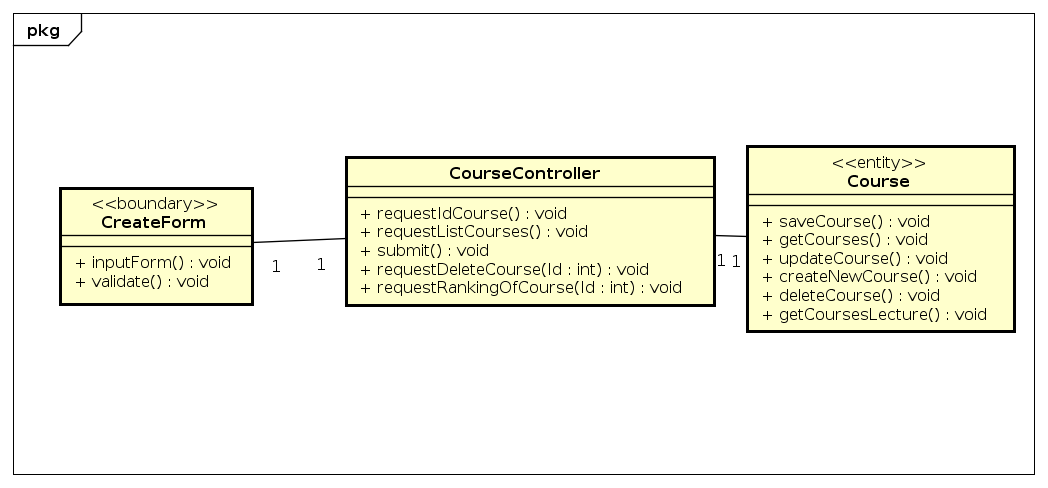 pkg
<<boundary>>
CreateForm
+ inputForm() : void
+ validate() : void
1
1
CourseController
+ requestIdCourse() : void
+ requestListCourses() : void
+ submit() : void
+ requestDeleteCourse(Id : int) : void
+ requestRankingOfCourse(Id : int) : void
1
1
<<entity>>
Course
+ saveCourse() : void
+ getCourses() : void
+ updateCourse() : void
+ createNewCourse() : void
+ deleteCourse() : void
+ getCoursesLecture() : void